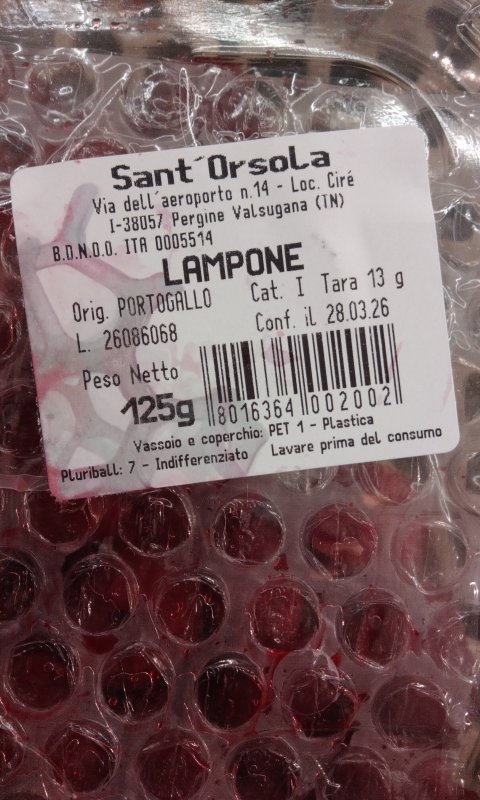 Sant'Orsola
Via dell'aeroporto n.14 - Loc. Ciré
I-38057 Pergine Valsugana (TN)
B.D.N.O.O. ITA 0005514
LAMPONE
Orig. PORTOGALLO Cat. I Tara 13 g
L. 26086068 Conf. il 28.03.26
Peso Netto
125g
8016364 002002
Vassoio e coperchio: PET 1 - Plastica
Pluriball: 7 - Indifferenziato Lavare prima del consumo